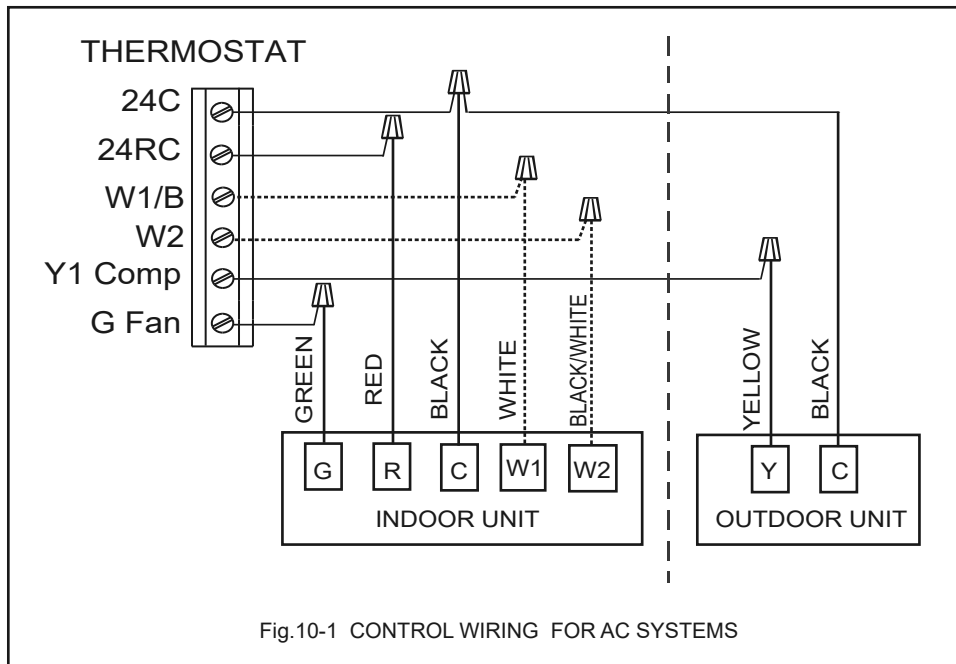 THERMOSTAT
24C
24RC
W1/B
W2
Y1 Comp
G Fan
GREEN
RED
BLACK
WHITE
BLACK/WHITE
YELLOW
BLACK
G
R
C
W1
W2
Y
C
INDOOR UNIT
OUTDOOR UNIT
Fig.10-1 CONTROL WIRING FOR AC SYSTEMS